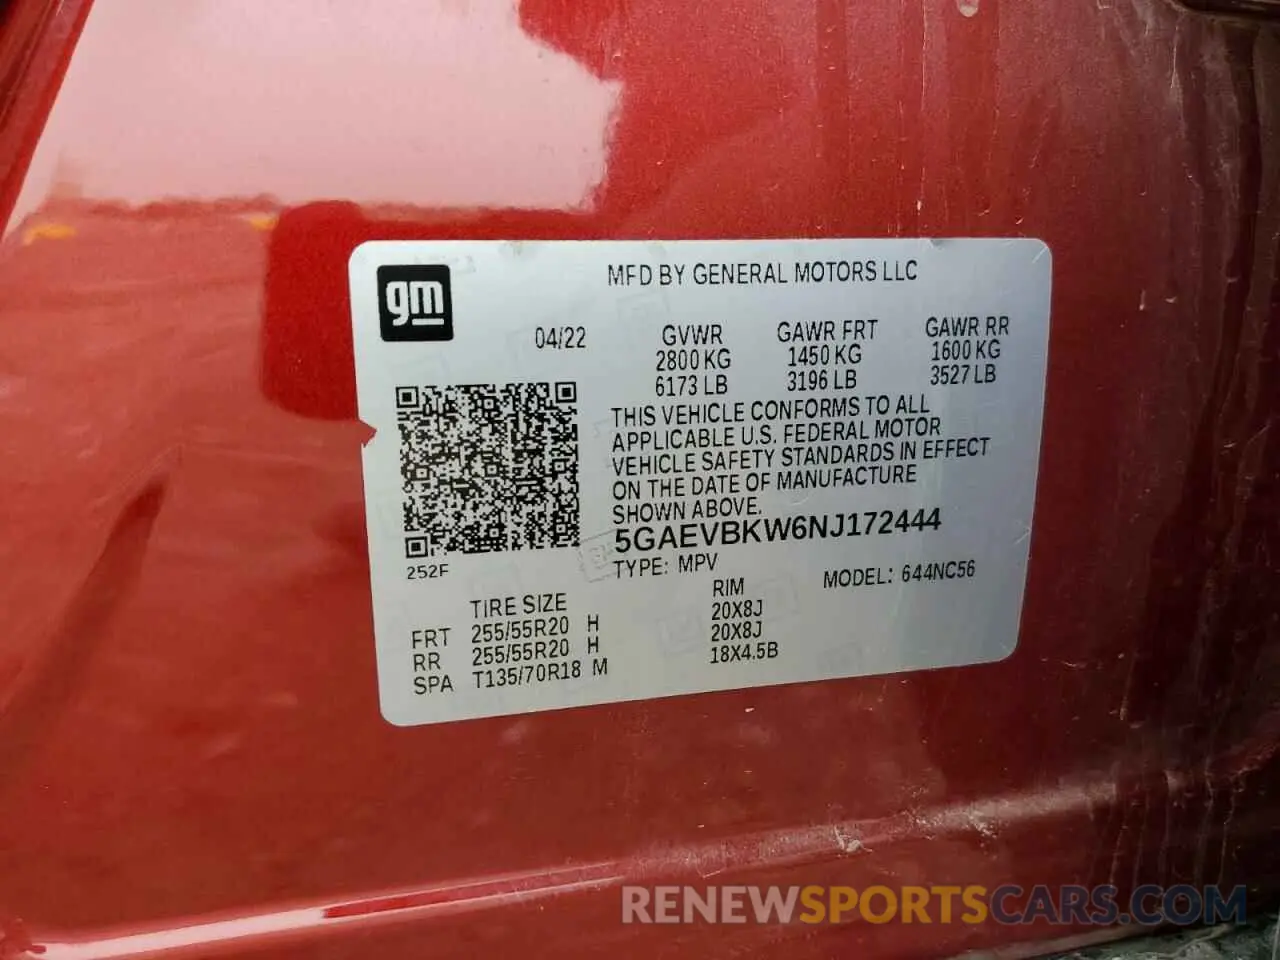 MFD BY GENERAL MOTORS LLC
gm
04/22 GVWR GAWR FRT GAWR RR
2800 KG 1450 KG 1600 KG
6173 LB 3196 LB 3527 LB
THIS VEHICLE CONFORMS TO ALL
APPLICABLE U.S. FEDERAL MOTOR
VEHICLE SAFETY STANDARDS IN EFFECT
ON THE DATE OF MANUFACTURE
SHOWN ABOVE.
5GAEVBKW6NJ172444
252F
TYPE: MPV MODEL: 644NC56
TIRE SIZE RIM
FRT 255/55R20 H 20X8J
RR 255/55R20 H 20X8J
SPA T135/70R18 M 18X4.5B
RENEWSPORTSCARS.COM